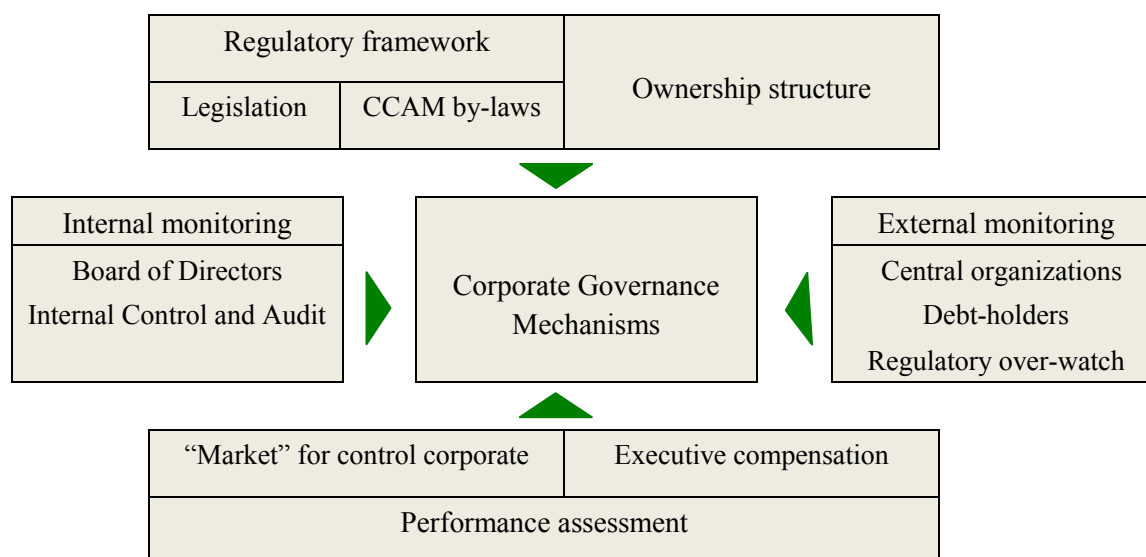 Regulatory framework
Ownership structure
Legislation
CCAM by-laws
Internal monitoring
Board of Directors
Internal Control and Audit
Corporate Governance
Mechanisms
External monitoring
Central organizations
Debt-holders
Regulatory over-watch
“Market” for control corporate
Executive compensation
Performance assessment